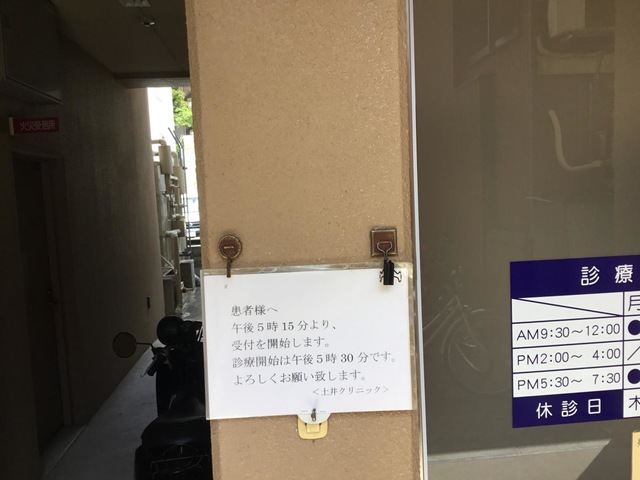 火災受信機
患者様へ
午後5時15分より、
受付を開始します。
診療開始は午後5時30分です。
よろしくお願い致します。
＜土井クリニック＞
診療
月
AM9:30〜12:00
PM2:00〜 4:00
PM5:30〜 7:30
休診日
木